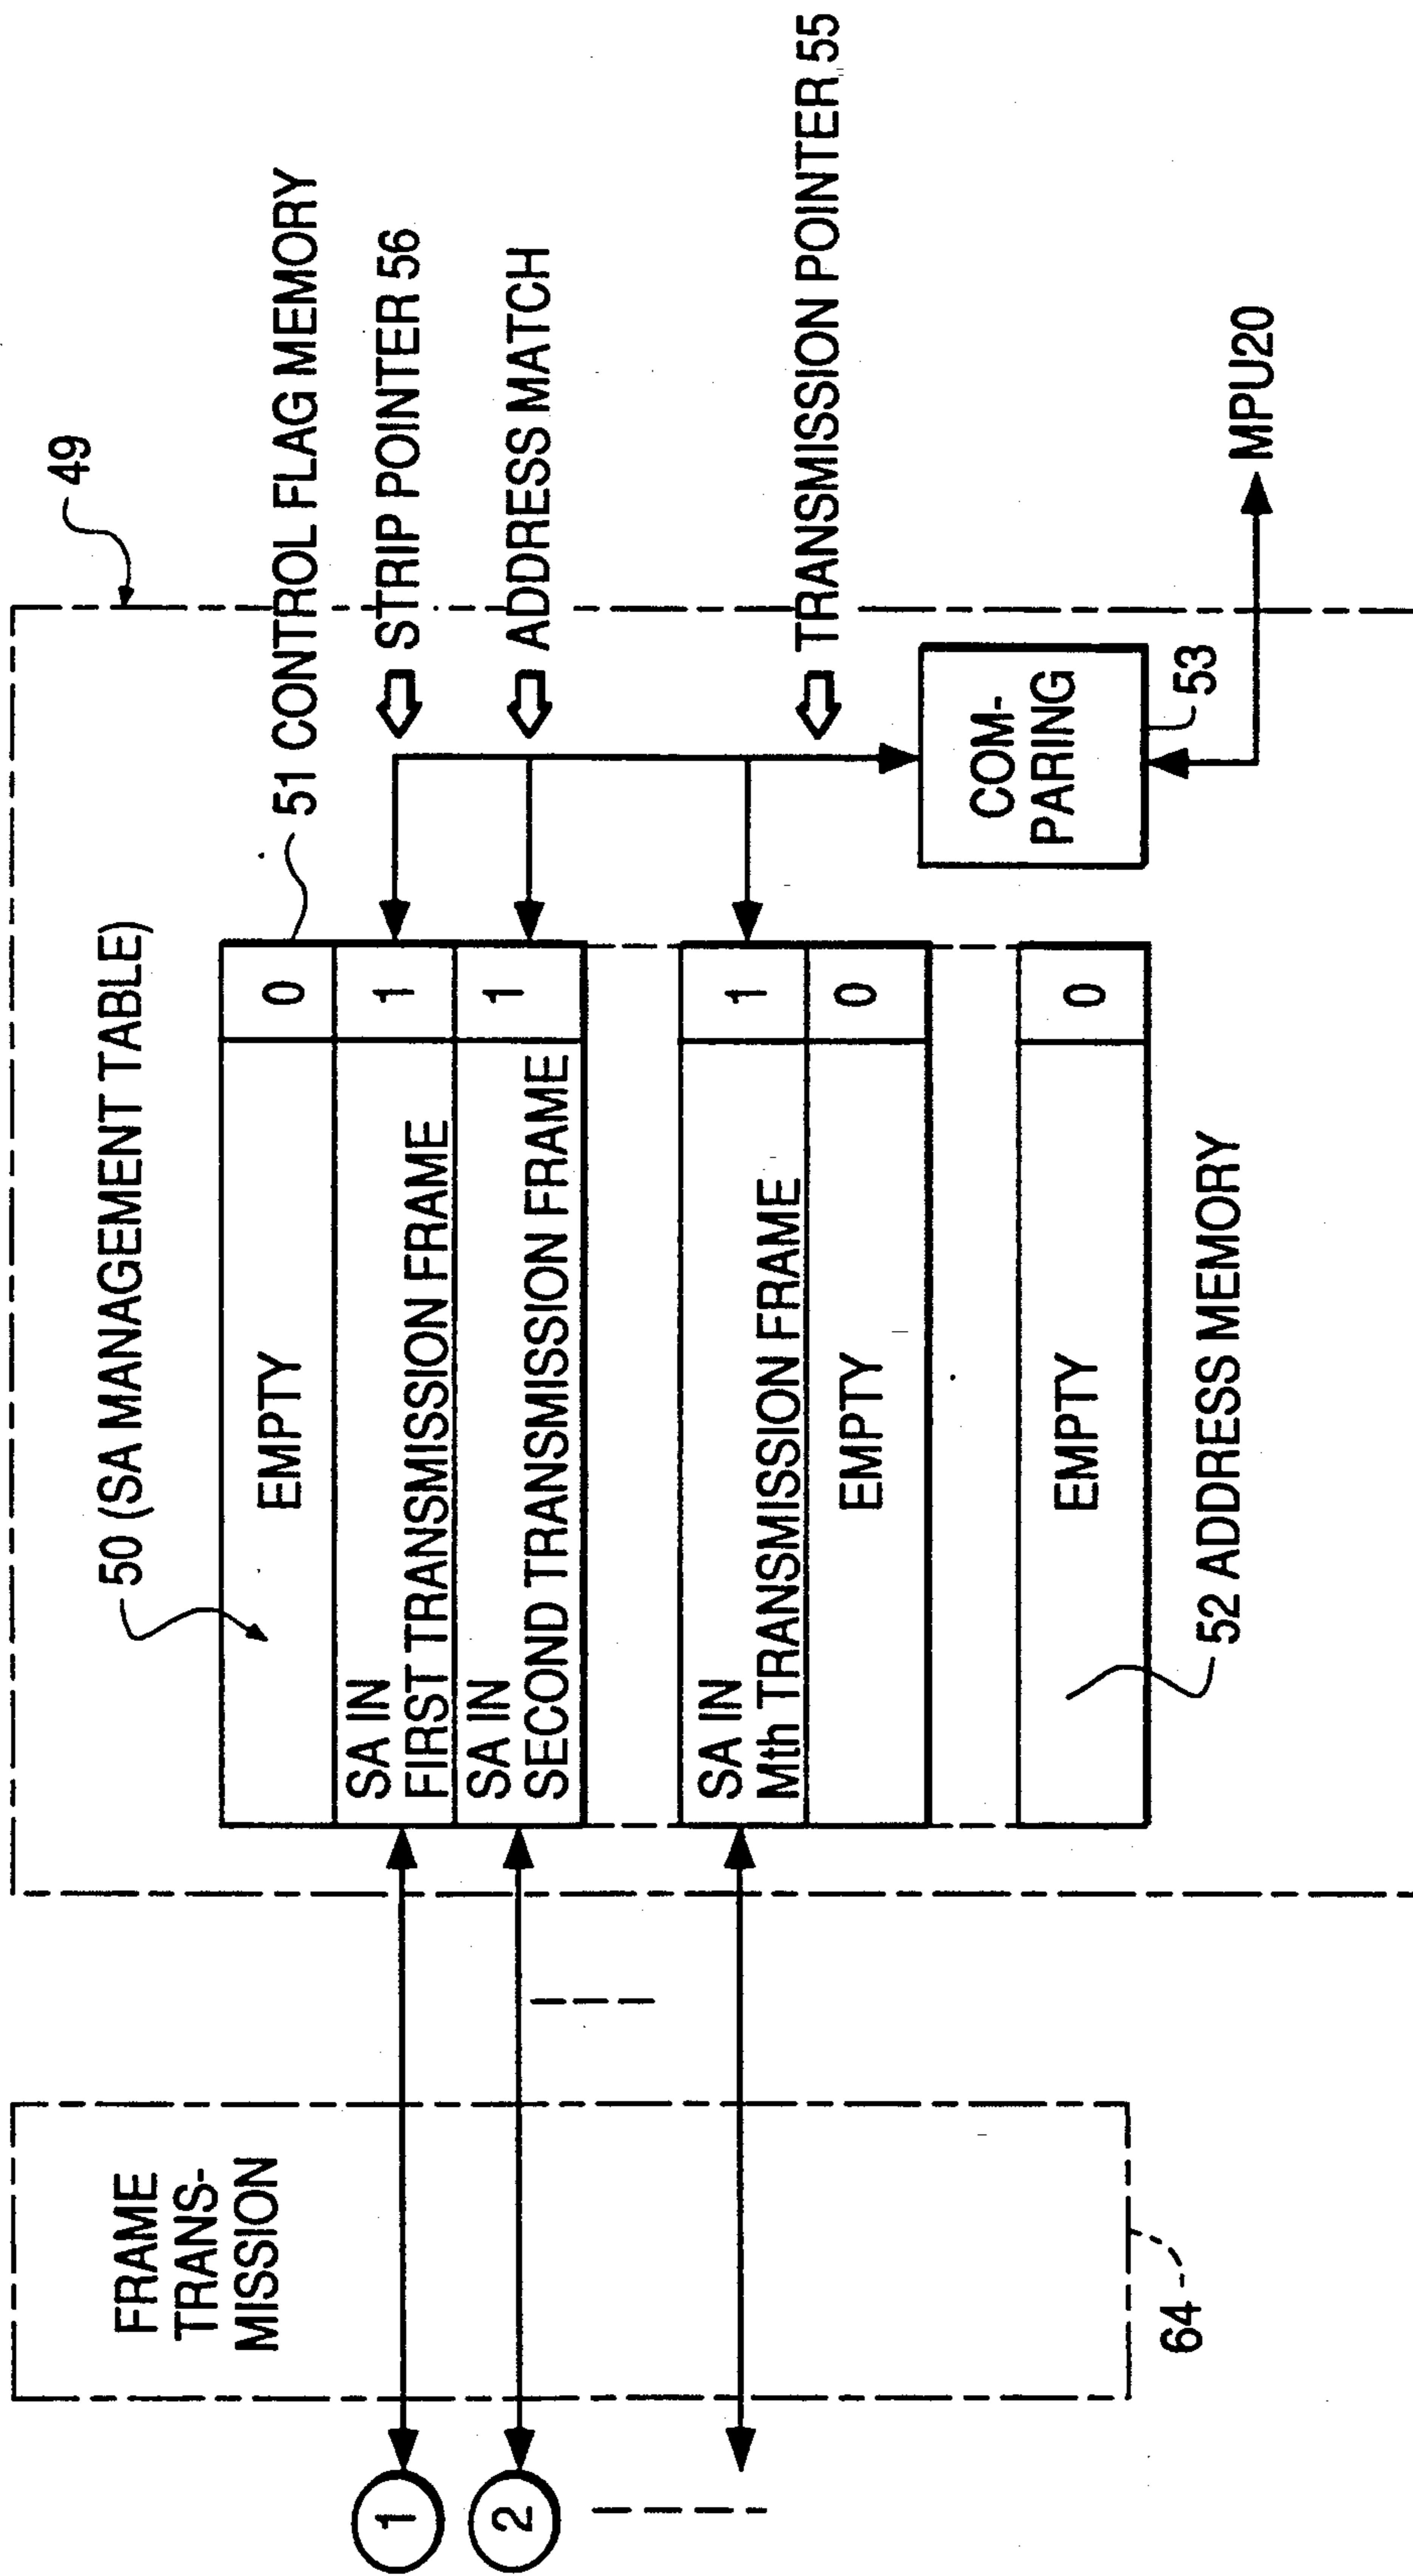 49
50 (SA MANAGEMENT TABLE)
51 CONTROL FLAG MEMORY
EMPTY
0
STRIP POINTER 56
SA IN
FIRST TRANSMISSION FRAME
1
ADDRESS MATCH
SA IN
SECOND TRANSMISSION FRAME
1
SA IN
Mth TRANSMISSION FRAME
1
TRANSMISSION POINTER 55
EMPTY
0
COM-
PARING
53
EMPTY
0
52 ADDRESS MEMORY
MPU20
FRAME
TRANS-
MISSION
64
1
2